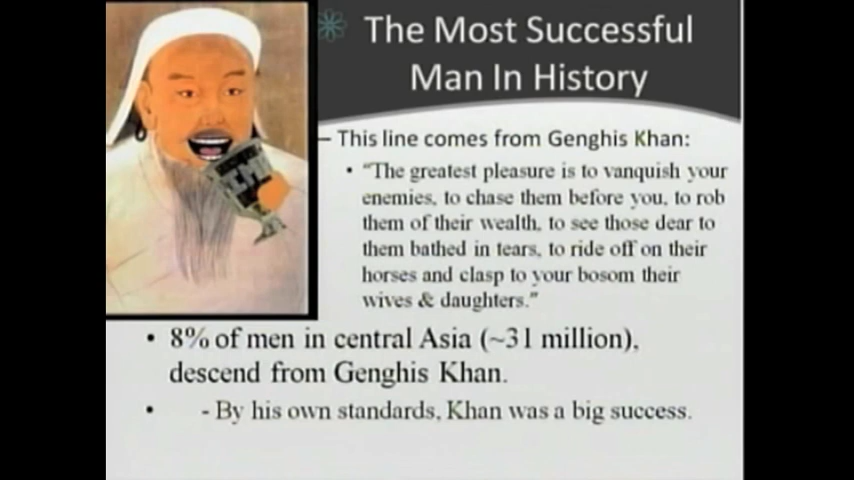 The Most Successful
Man In History
– This line comes from Genghis Khan:
• “The greatest pleasure is to vanquish your
enemies, to chase them before you, to rob
them of their wealth, to see those dear to
them bathed in tears, to ride off on their
horses and clasp to your bosom their
wives & daughters.”
• 8% of men in central Asia (~31 million),
descend from Genghis Khan.
• - By his own standards, Khan was a big success.